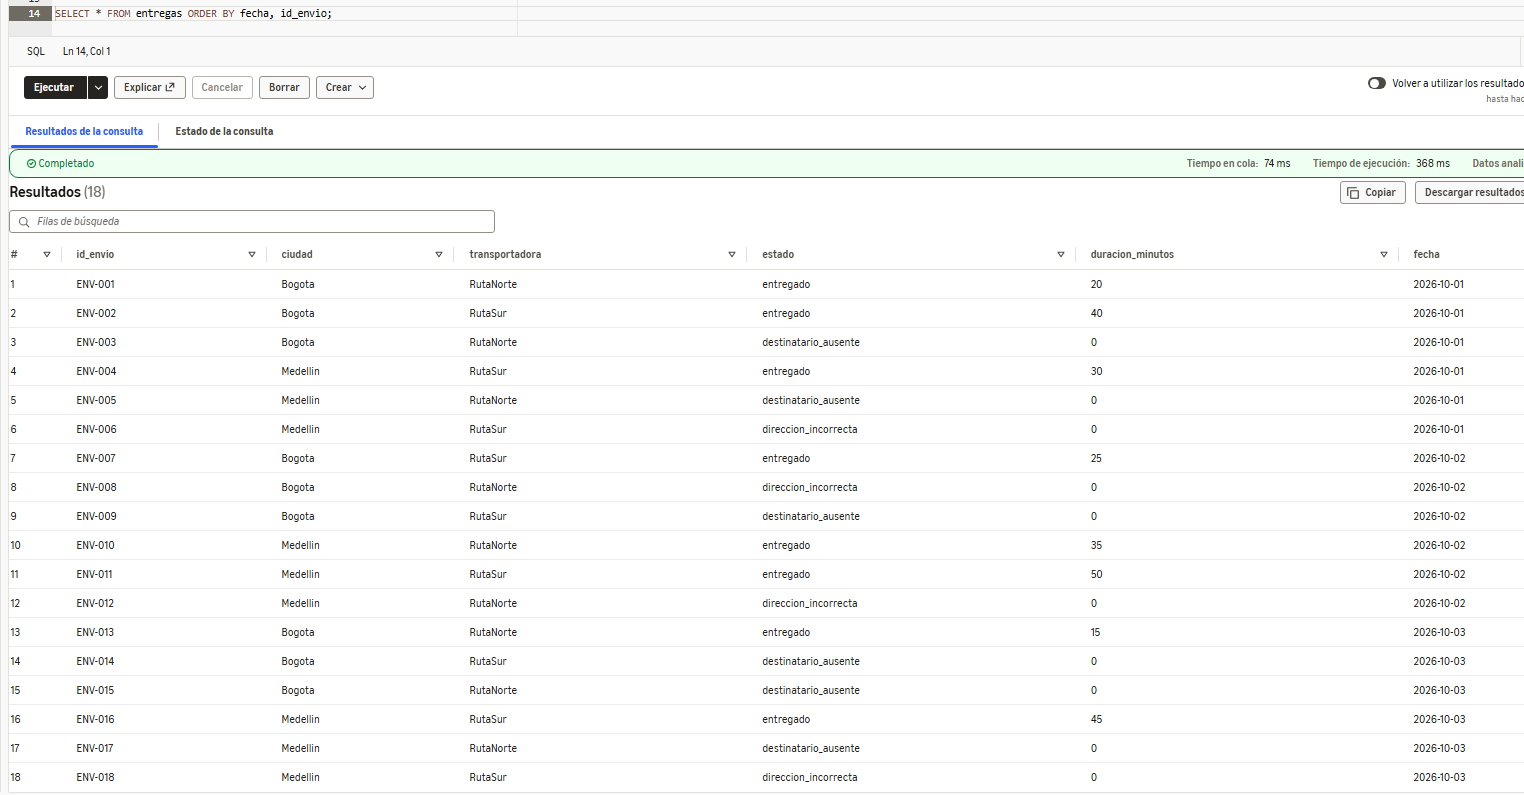 14 SELECT * FROM entregas ORDER BY fecha, id_envio;
SQL Ln 14, Col 1
Ejecutar Explicar Cancelar Borrar Crear
Volver a utilizar los resultado
hasta hac
Resultados de la consulta Estado de la consulta
Completado Tiempo en cola: 74 ms Tiempo de ejecución: 368 ms Datos anali
Resultados (18) Copiar Descargar resultados
Filas de búsqueda
# id_envio ciudad transportadora estado duracion_minutos fecha
1 ENV-001 Bogota RutaNorte entregado 20 2026-10-01
2 ENV-002 Bogota RutaSur entregado 40 2026-10-01
3 ENV-003 Bogota RutaNorte destinatario_ausente 0 2026-10-01
4 ENV-004 Medellin RutaSur entregado 30 2026-10-01
5 ENV-005 Medellin RutaNorte destinatario_ausente 0 2026-10-01
6 ENV-006 Medellin RutaSur direccion_incorrecta 0 2026-10-01
7 ENV-007 Bogota RutaSur entregado 25 2026-10-02
8 ENV-008 Bogota RutaNorte direccion_incorrecta 0 2026-10-02
9 ENV-009 Bogota RutaSur destinatario_ausente 0 2026-10-02
10 ENV-010 Medellin RutaNorte entregado 35 2026-10-02
11 ENV-011 Medellin RutaSur entregado 50 2026-10-02
12 ENV-012 Medellin RutaNorte direccion_incorrecta 0 2026-10-02
13 ENV-013 Bogota RutaNorte entregado 15 2026-10-03
14 ENV-014 Bogota RutaSur destinatario_ausente 0 2026-10-03
15 ENV-015 Bogota RutaNorte destinatario_ausente 0 2026-10-03
16 ENV-016 Medellin RutaSur entregado 45 2026-10-03
17 ENV-017 Medellin RutaNorte destinatario_ausente 0 2026-10-03
18 ENV-018 Medellin RutaSur direccion_incorrecta 0 2026-10-03